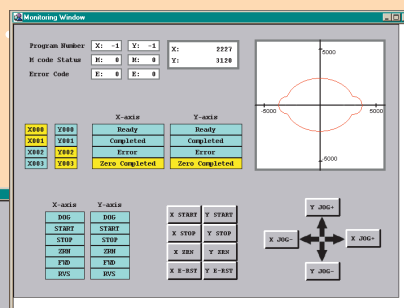 Monitoring Window
Program Number X: -1 Y: -1
M code Status M: 0 M: 0
Error Code E: 0 E: 0
X: 2227
Y: 3120
5000
-5000 5000
-5000
X-axis Y-axis
X000 Y000 Ready Ready
X001 Y001 Completed Completed
X002 Y002 Error Error
X003 Y003 Zero Completed Zero Completed
X-axis Y-axis
DOG DOG
START START
STOP STOP
ZRN ZRN
FWD FWD
RVS RVS
X START Y START
X STOP Y STOP
X ZRN Y ZRN
X E-RST Y E-RST
Y JOG+
X JOG- X JOG+
Y JOG-